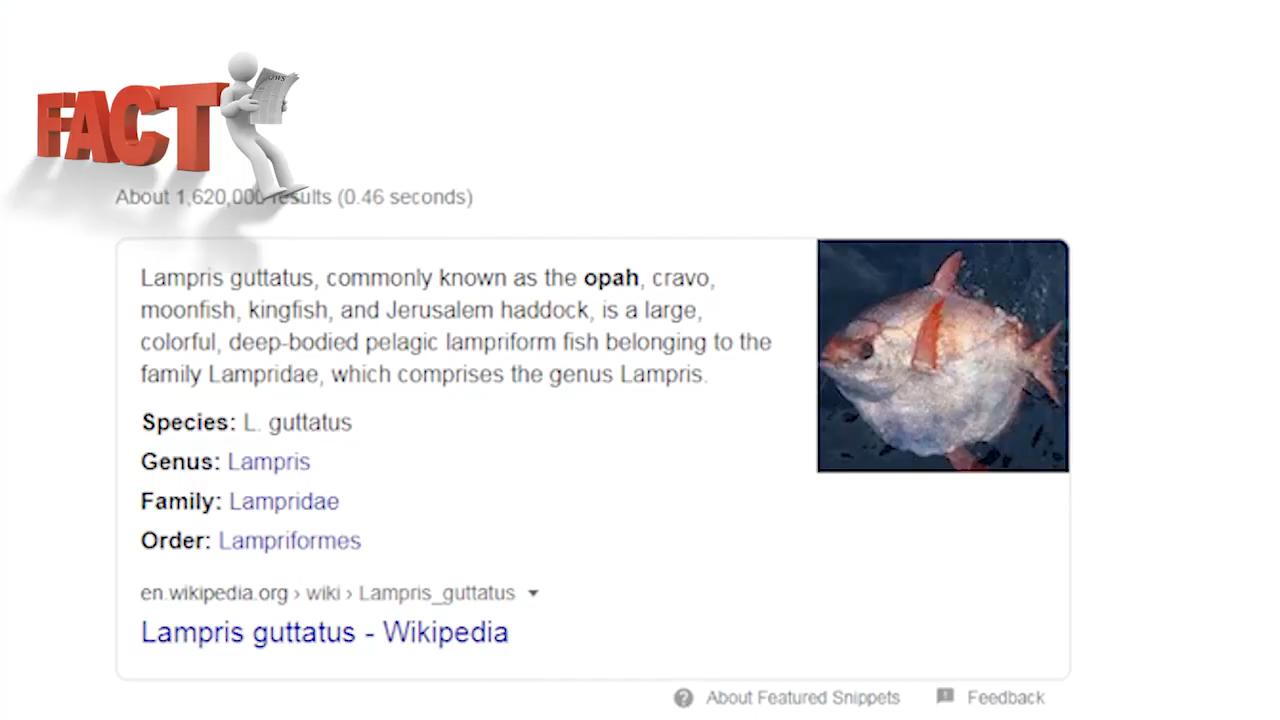 FACT
NEWS
About 1,620,000 results (0.46 seconds)
Lampris guttatus, commonly known as the opah, cravo,
moonfish, kingfish, and Jerusalem haddock, is a large,
colorful, deep-bodied pelagic lampriform fish belonging to the
family Lampridae, which comprises the genus Lampris.
Species: L. guttatus
Genus: Lampris
Family: Lampridae
Order: Lampriformes
en.wikipedia.org › wiki › Lampris_guttatus
Lampris guttatus - Wikipedia
About Featured Snippets
Feedback